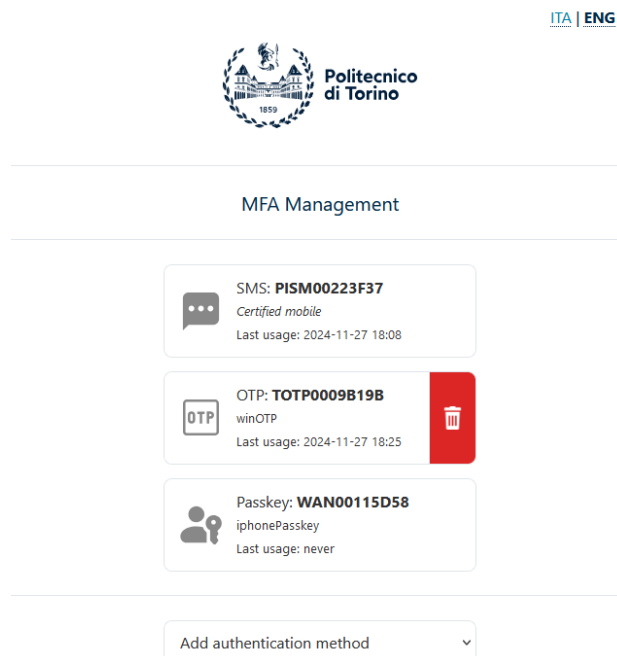 ITA | ENG
Politecnico
di Torino
1859
MFA Management
SMS: PISM00223F37
Certified mobile
Last usage: 2024-11-27 18:08
OTP
OTP: TOTP0009B19B
winOTP
Last usage: 2024-11-27 18:25
Passkey: WAN00115D58
iphonePasskey
Last usage: never
Add authentication method